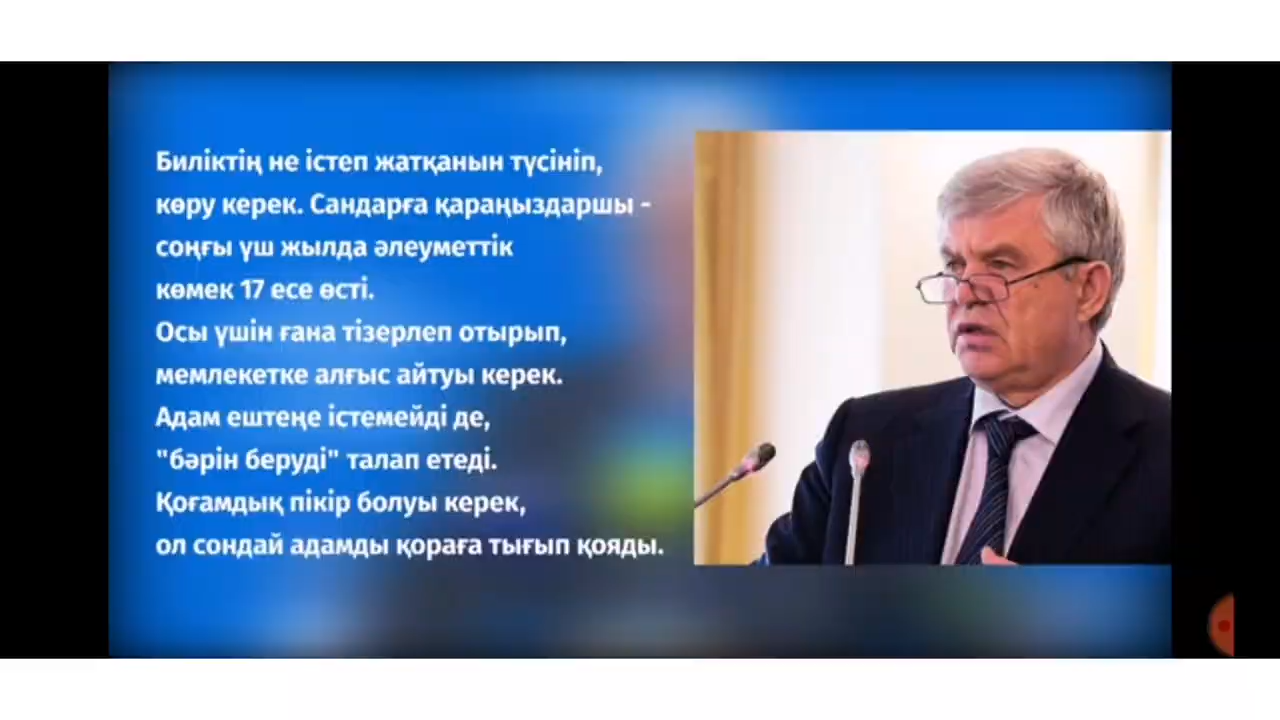 Биліктің не істеп жатқанын түсініп,
көру керек. Сандарға қараңыздаршы -
соңғы үш жылда әлеуметтік
көмек 17 есе өсті.
Осы үшін ғана тізерлеп отырып,
мемлекетке алғыс айтуы керек.
Адам ештеңе істемейді де,
"бәрін беруді" талап етеді.
Қоғамдық пікір болуы керек,
ол сондай адамды қораға тығып қояды.